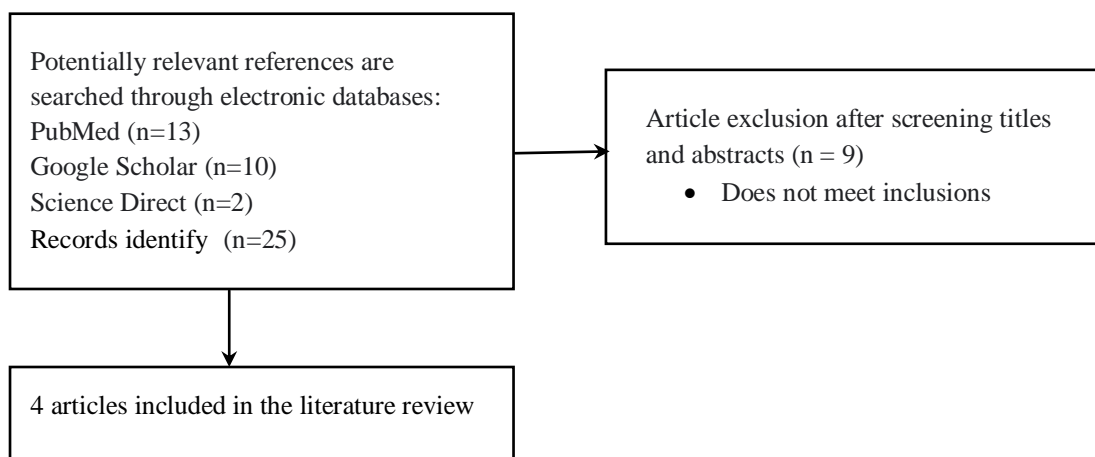 Potentially relevant references are
searched through electronic databases:
PubMed (n=13)
Google Scholar (n=10)
Science Direct (n=2)
Records identify (n=25)
Article exclusion after screening titles
and abstracts (n = 9)
• Does not meet inclusions
4 articles included in the literature review